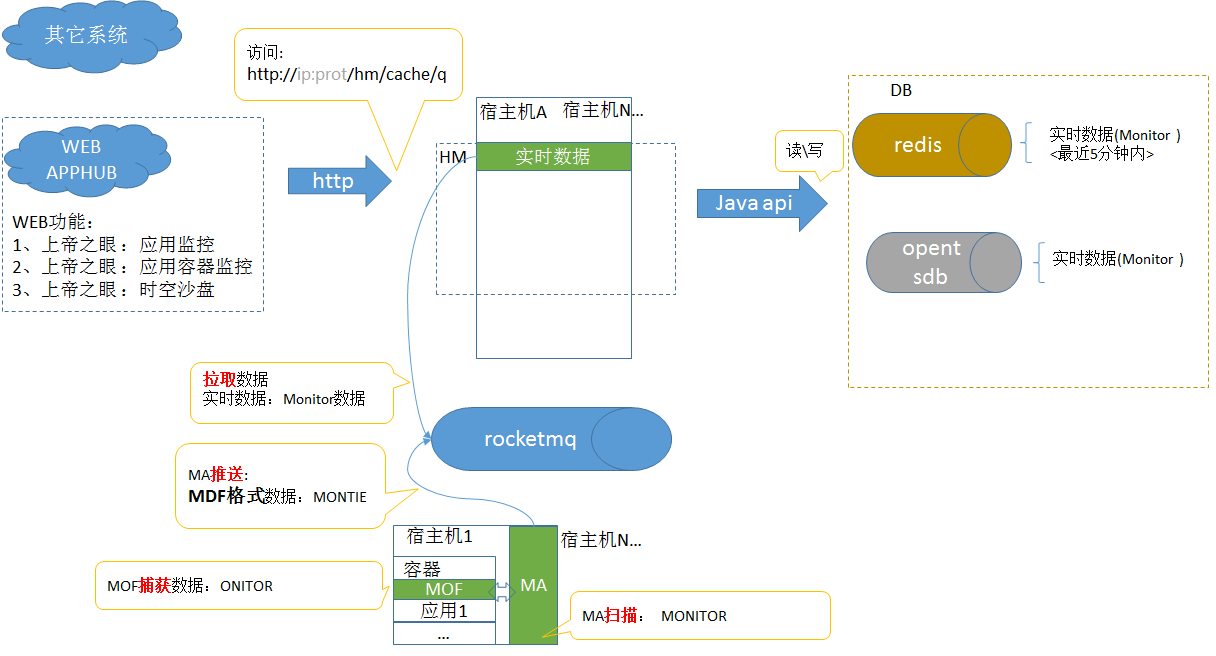 其它系统
访问:
http://ip:prot/hm/cache/q
WEB
APPHUB
WEB功能：
1、上帝之眼：应用监控
2、上帝之眼：应用容器监控
3、上帝之眼：时空沙盘
http
宿主机A
宿主机N...
HM
实时数据
读\写
Java api
DB
redis
实时数据(Monitor )
<最近5分钟内>
opent
sdb
实时数据(Monitor )
拉取数据
实时数据：Monitor数据
rocketmq
MA推送:
MDF格式数据：MONTIE
宿主机1
宿主机N...
容器
MOF
应用1
...
MA
MOF捕获数据：ONITOR
MA扫描： MONITOR